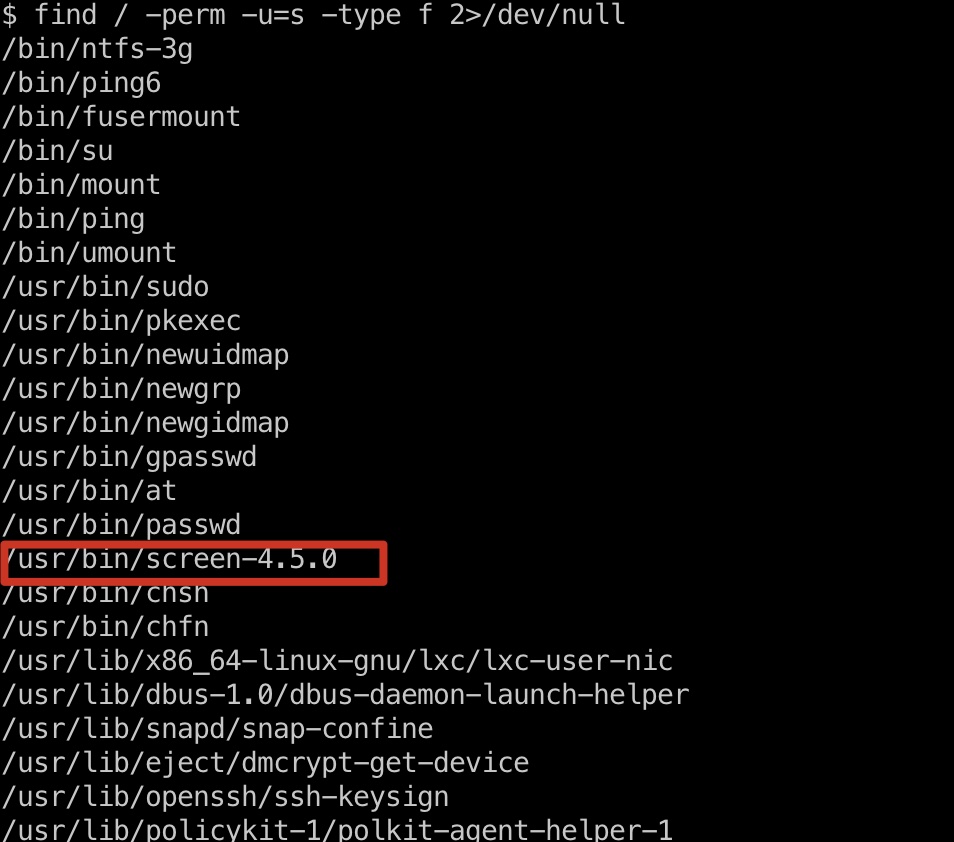 $ find / -perm -u=s -type f 2>/dev/null
/bin/ntfs-3g
/bin/ping6
/bin/fusermount
/bin/su
/bin/mount
/bin/ping
/bin/umount
/usr/bin/sudo
/usr/bin/pkexec
/usr/bin/newuidmap
/usr/bin/newgrp
/usr/bin/newgidmap
/usr/bin/gpasswd
/usr/bin/at
/usr/bin/passwd
/usr/bin/screen-4.5.0
/usr/bin/chsh
/usr/bin/chfn
/usr/lib/x86_64-linux-gnu/lxc/lxc-user-nic
/usr/lib/dbus-1.0/dbus-daemon-launch-helper
/usr/lib/snapd/snap-confine
/usr/lib/eject/dmcrypt-get-device
/usr/lib/openssh/ssh-keysign
/usr/lib/policykit-1/polkit-agent-helper-1